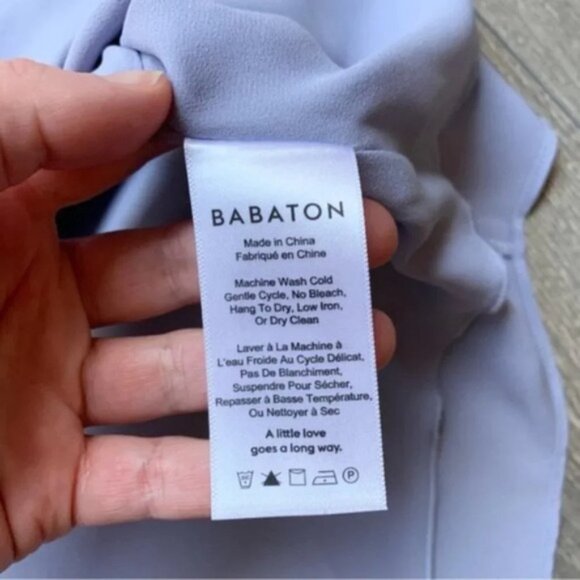 BABATON
Made in China
Fabriqué en Chine
Machine Wash Cold
Gentle Cycle, No Bleach,
Hang To Dry, Low Iron,
Or Dry Clean
Laver à La Machine à
L'eau Froide Au Cycle Délicat,
Pas De Blanchiment,
Suspendre Pour Sécher,
Repasser à Basse Température,
Ou Nettoyer à Sec
A little love
goes a long way.
P